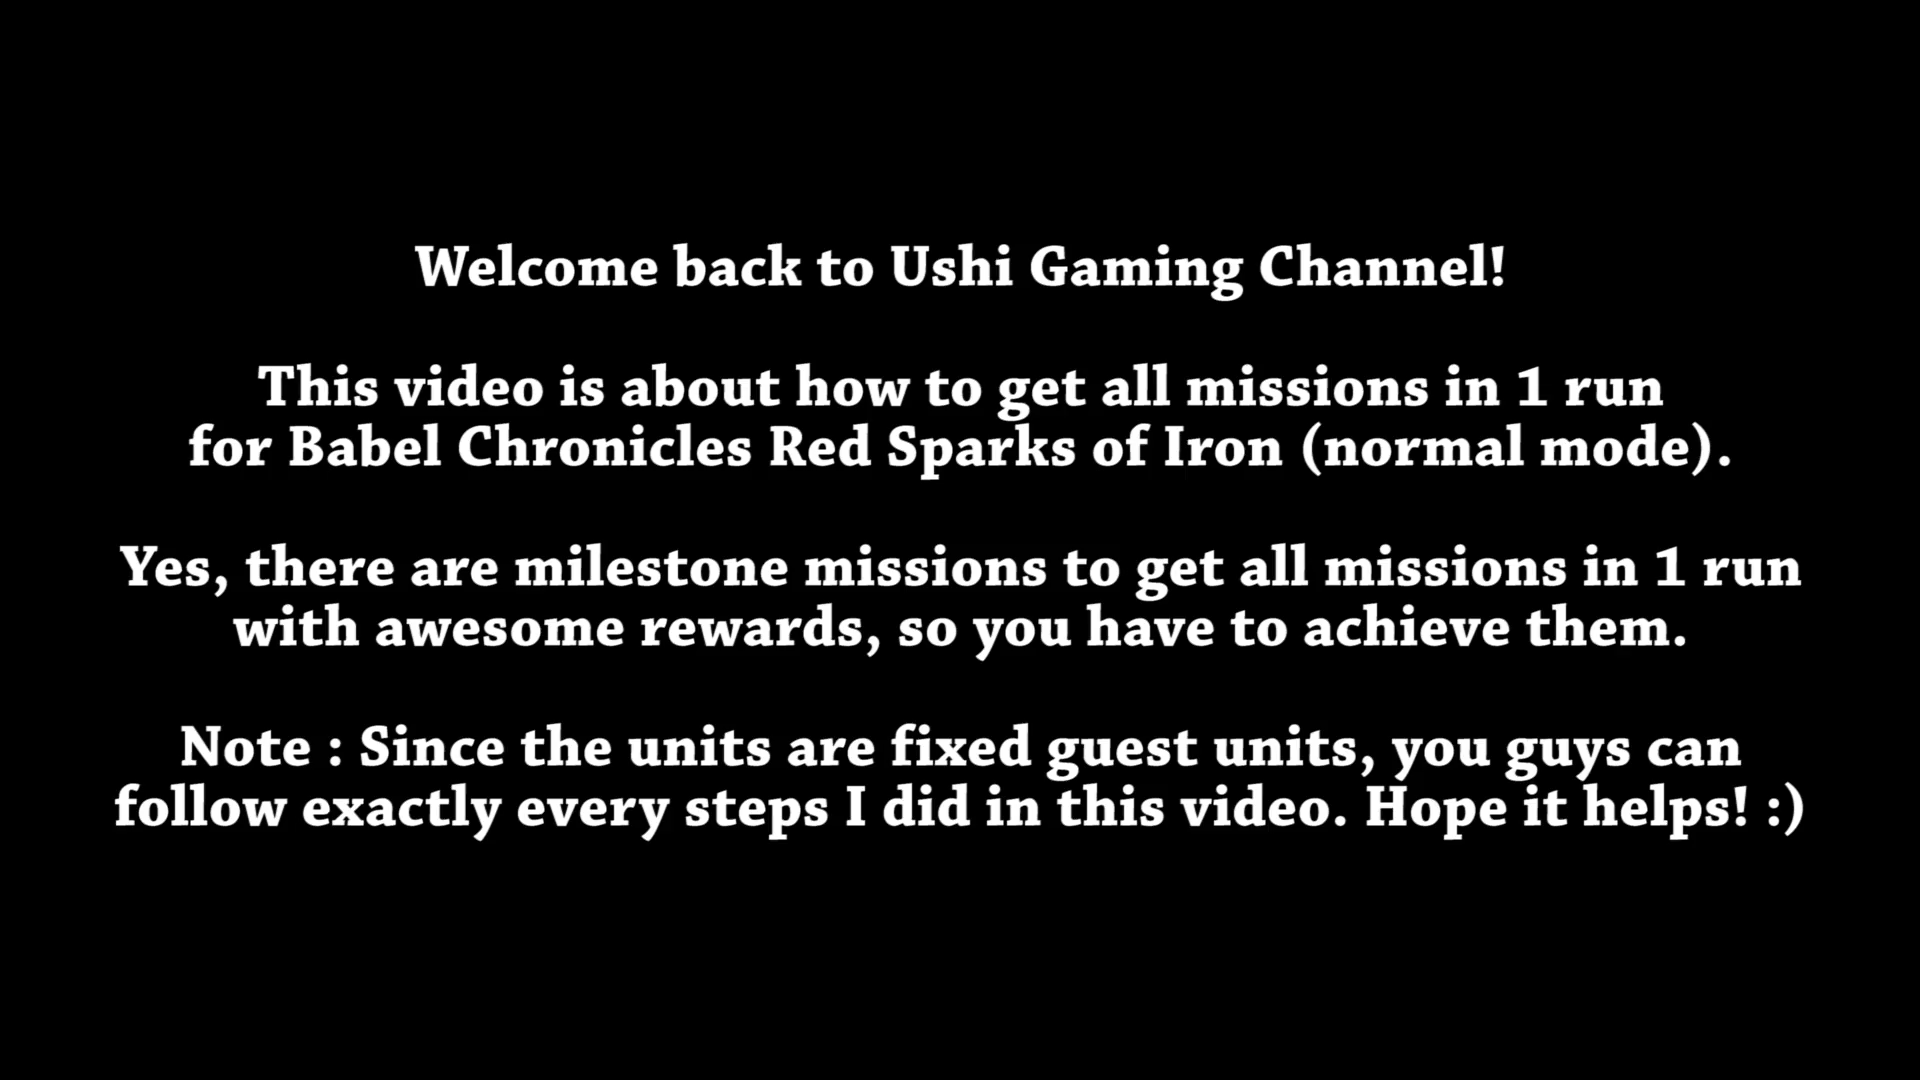 Welcome back to Ushi Gaming Channel!
This video is about how to get all missions in 1 run
for Babel Chronicles Red Sparks of Iron (normal mode).
Yes, there are milestone missions to get all missions in 1 run
with awesome rewards, so you have to achieve them.
Note : Since the units are fixed guest units, you guys can
follow exactly every steps I did in this video. Hope it helps! :)